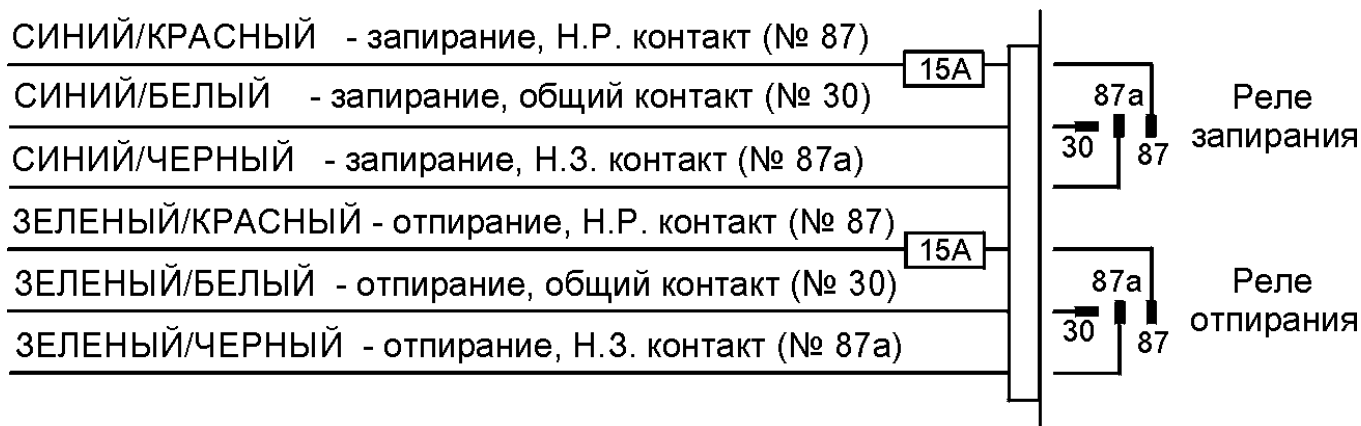 СИНИЙ/КРАСНЫЙ - запирание, Н.Р. контакт (№ 87)
15А
СИНИЙ/БЕЛЫЙ - запирание, общий контакт (№ 30)
СИНИЙ/ЧЕРНЫЙ - запирание, Н.З. контакт (№ 87а)
87а
30
87
Реле
запирания
ЗЕЛЕНЫЙ/КРАСНЫЙ - отпирание, Н.Р. контакт (№ 87)
15А
ЗЕЛЕНЫЙ/БЕЛЫЙ - отпирание, общий контакт (№ 30)
ЗЕЛЕНЫЙ/ЧЕРНЫЙ - отпирание, Н.З. контакт (№ 87а)
87а
30
87
Реле
отпирания